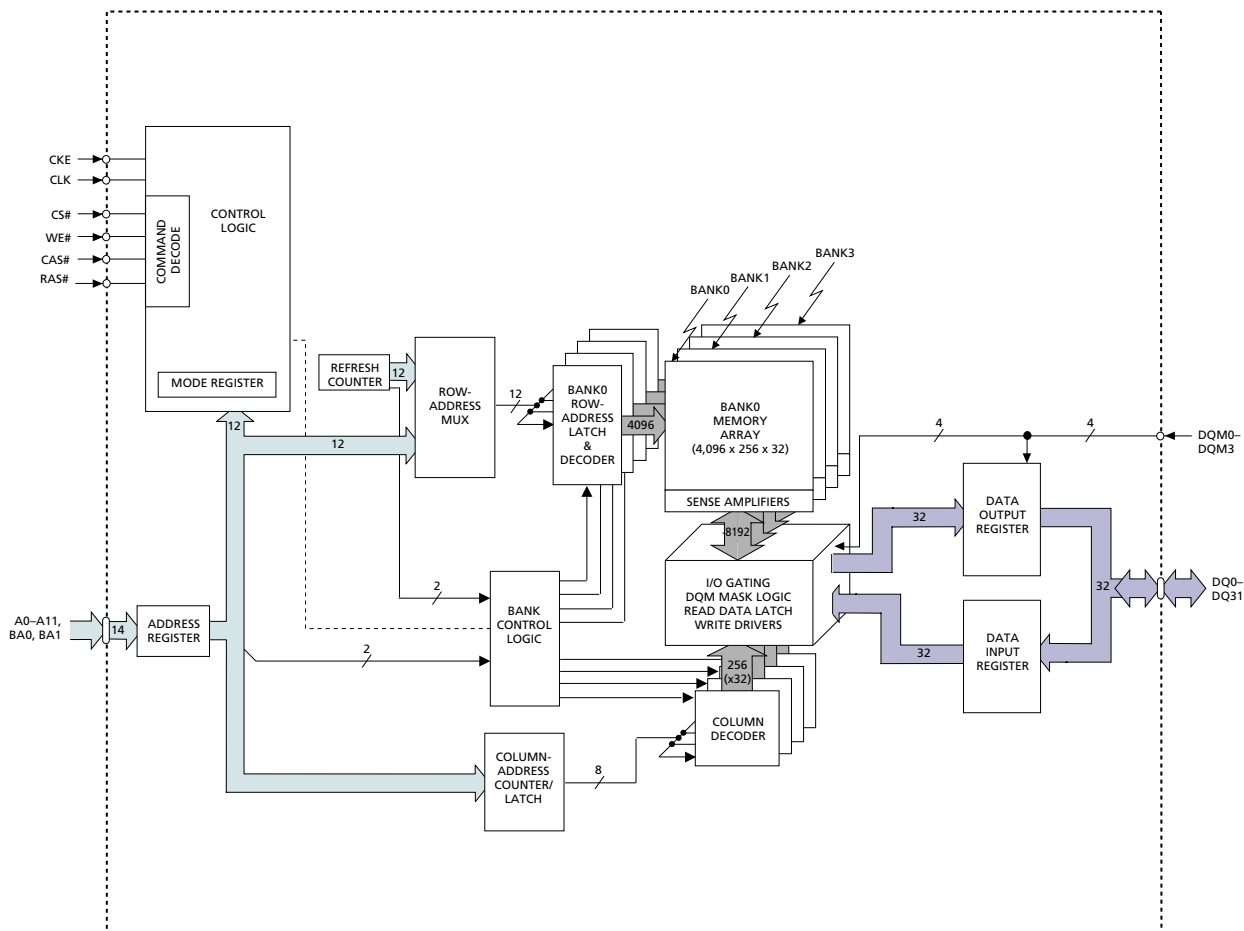 CKE
CLK
CS#
WE#
CAS#
RAS#
COMMAND
DECODE
CONTROL
LOGIC
MODE REGISTER
12
12
REFRESH
COUNTER
12
ROW-
ADDRESS
MUX
12
BANK0
ROW-
ADDRESS
LATCH
&
DECODER
4096
BANK0
BANK1
BANK2
BANK3
BANK0
MEMORY
ARRAY
(4,096 x 256 x 32)
SENSE AMPLIFIERS
8192
I/O GATING
DQM MASK LOGIC
READ DATA LATCH
WRITE DRIVERS
256
(x32)
COLUMN
DECODER
4
4
DQM0–
DQM3
DATA
OUTPUT
REGISTER
32
32
DQ0–
DQ31
DATA
INPUT
REGISTER
32
A0–A11,
BA0, BA1
14
ADDRESS
REGISTER
2
2
BANK
CONTROL
LOGIC
COLUMN-
ADDRESS
COUNTER/
LATCH
8